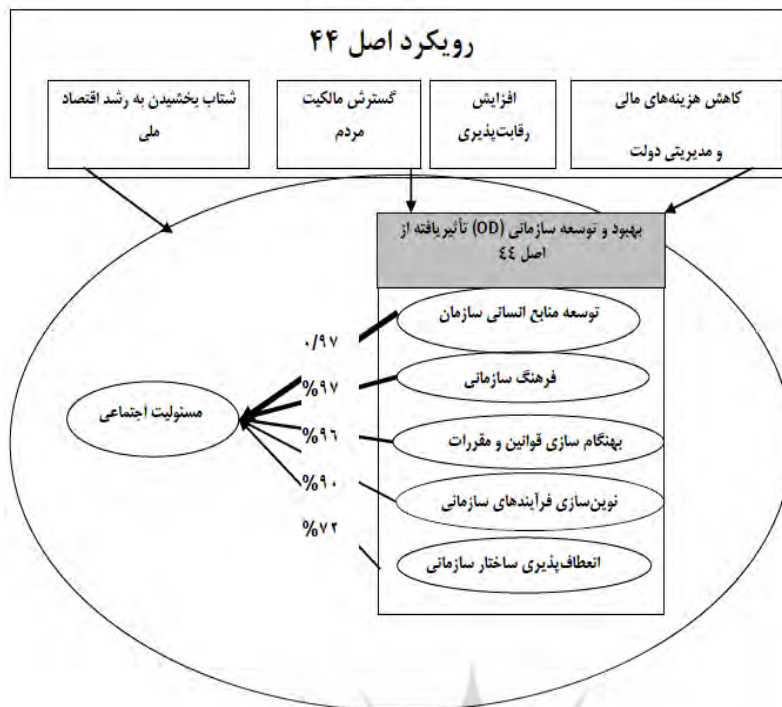 رویکرد اصل ۴۴
کاهش هزینه‌های مالی
و مدیریتی دولت
افزایش
رقابت‌پذیری
گسترش مالکیت
مردم
شتاب بخشیدن به رشد اقتصاد
ملی
بهبود و توسعه سازمانی (OD) تأثیریافته از
اصل ٤٤
توسعه منابع انسانی سازمان
۰/۹۷
فرهنگ سازمانی
%۹۷
مسئولیت اجتماعی
بهنگام سازی قوانین و مقررات
%۹٦
نوین‌سازی فرآیندهای سازمانی
%۹۰
انعطاف‌پذیری ساختار سازمانی
%۷۲